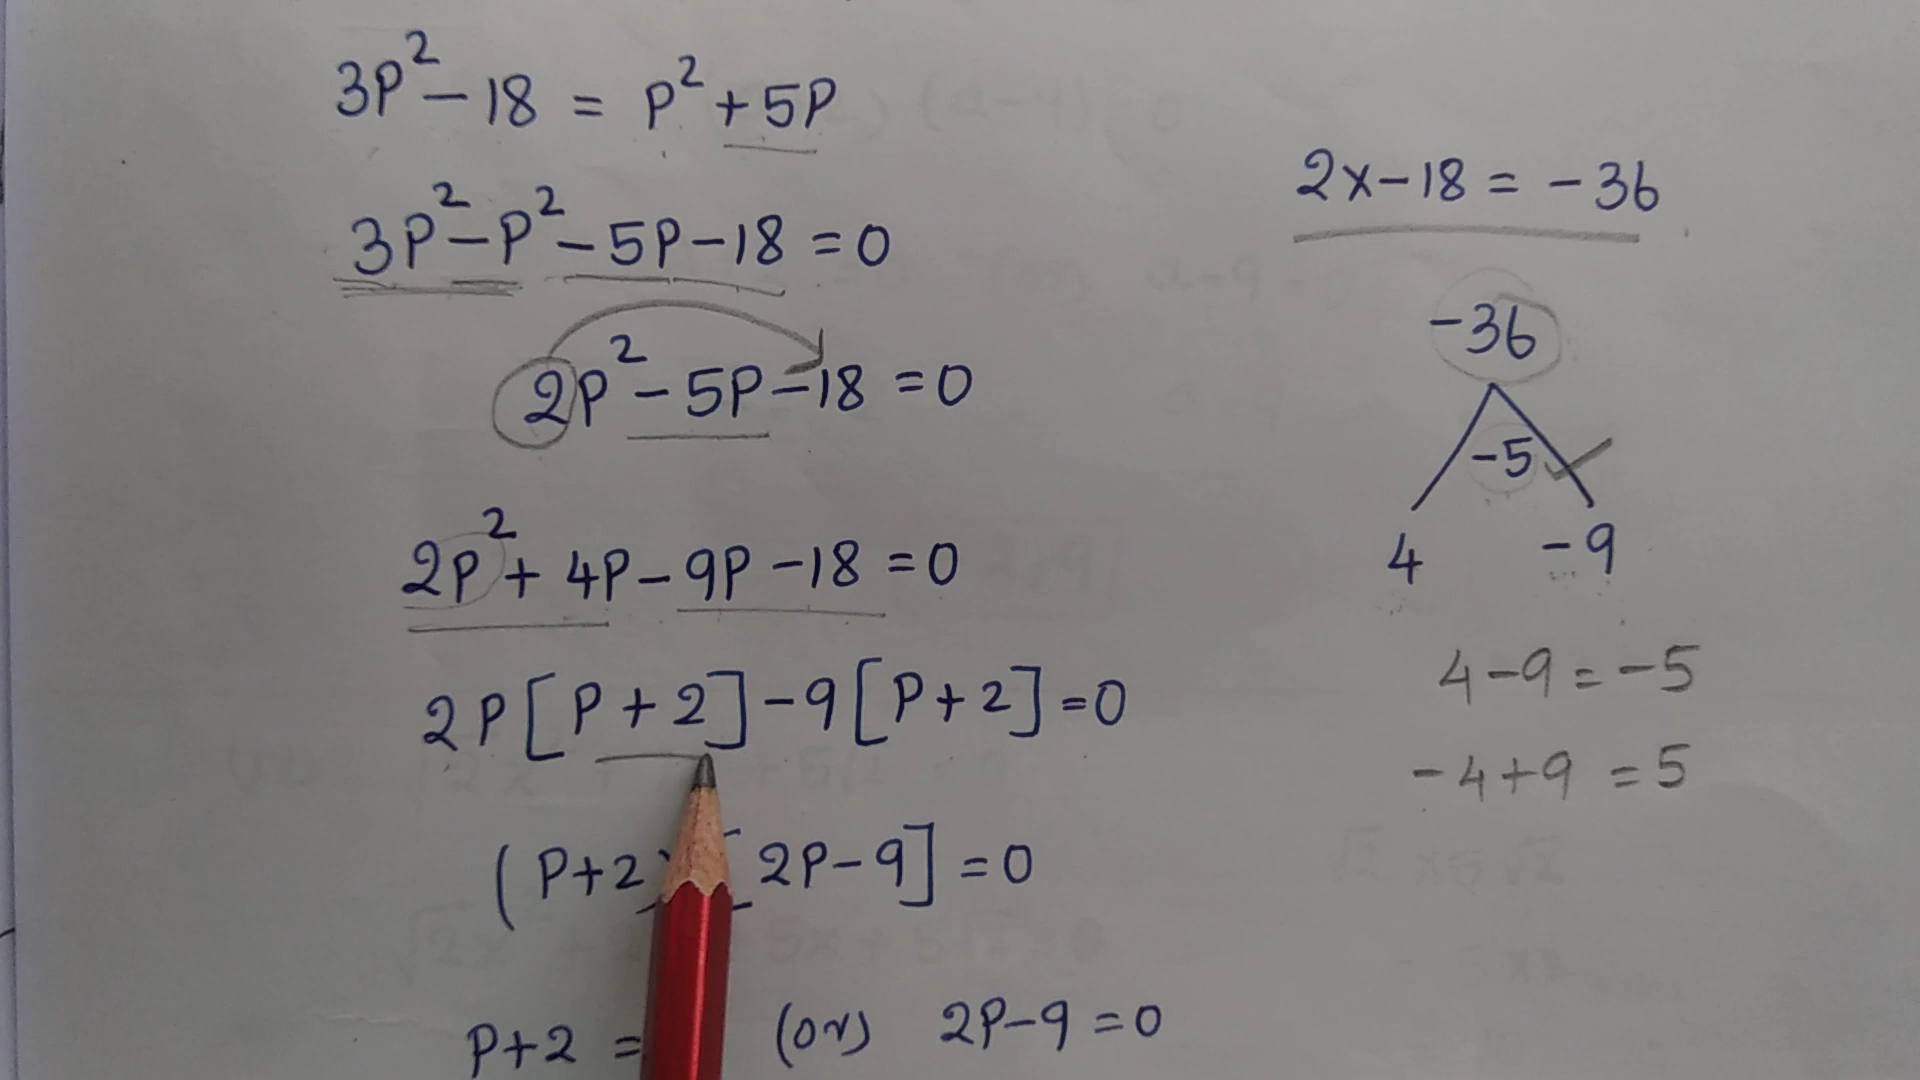 3P² - 18 = P² + 5P
3P² - P² - 5P - 18 = 0
2P² - 5P - 18 = 0
2P² + 4P - 9P - 18 = 0
2P [P + 2] - 9 [P + 2] = 0
(P + 2) [2P - 9] = 0
P + 2 = (or) 2P - 9 = 0
2x - 18 = - 36
- 36
- 5
4 - 9
4 - 9 = - 5
- 4 + 9 = 5